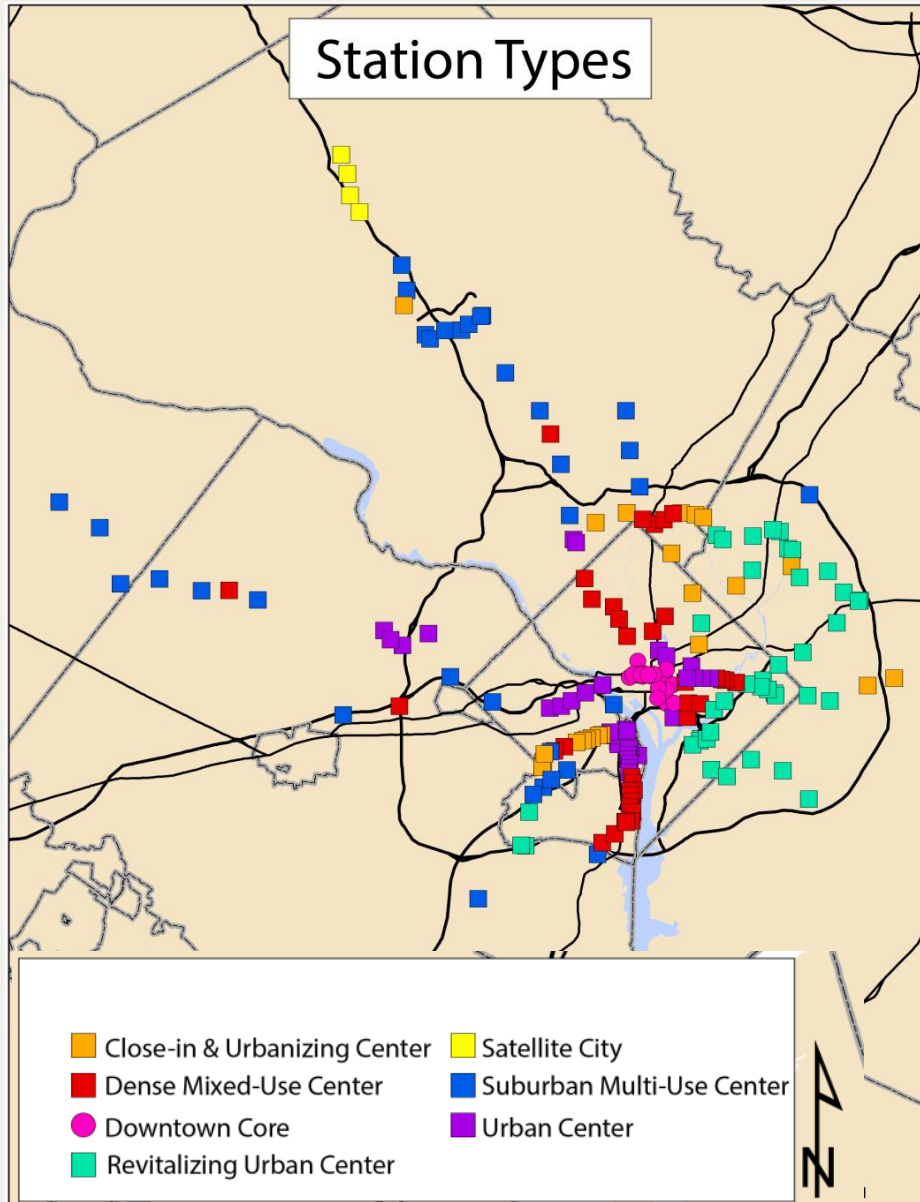 Station Types
Close-in & Urbanizing Center
Satellite City
Dense Mixed-Use Center
Suburban Multi-Use Center
Downtown Core
Urban Center
Revitalizing Urban Center
N